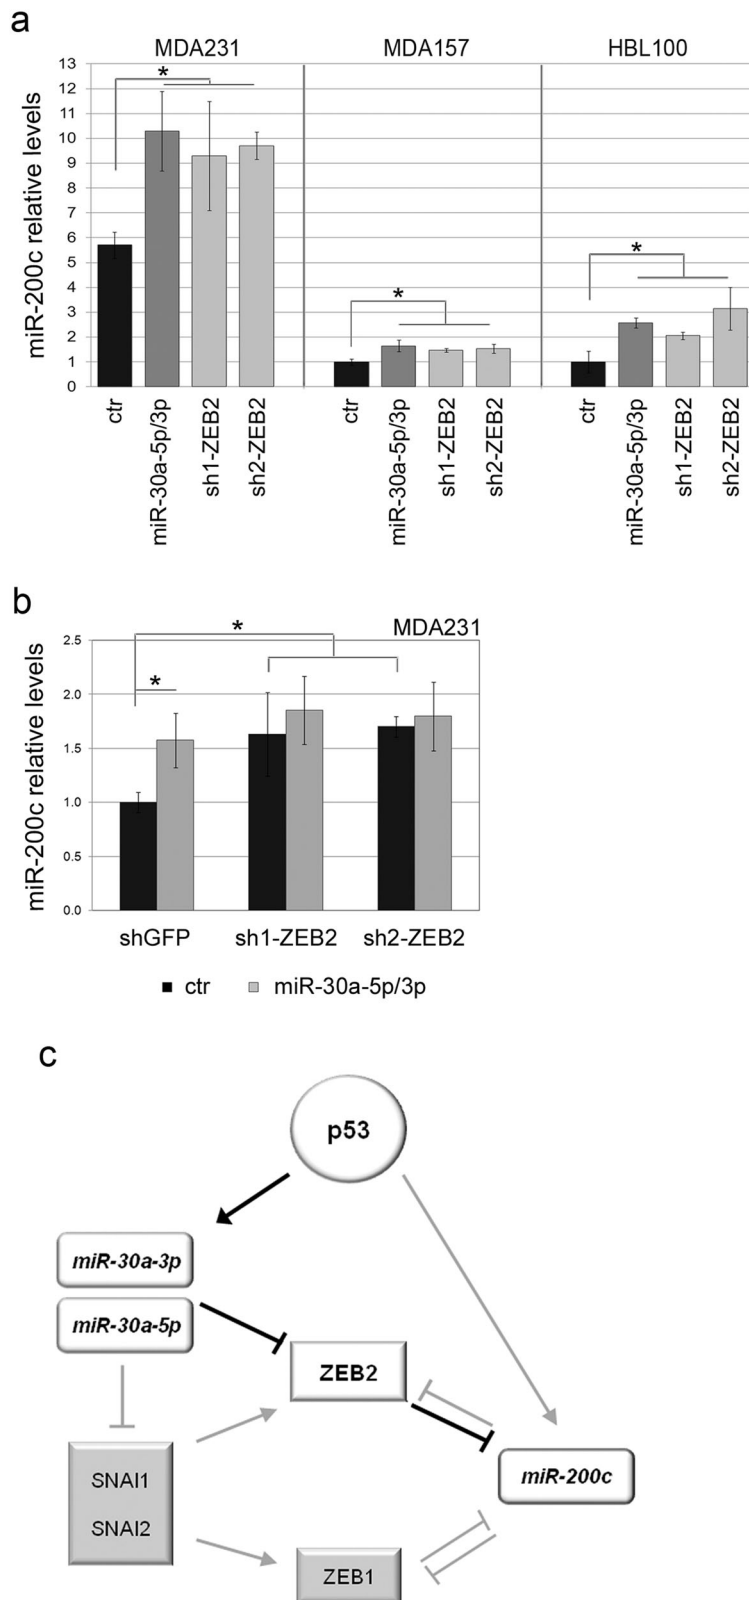 a
MDA231 MDA157 HBL100
miR-200c relative levels
13
12
11
10
9
8
7
6
5
4
3
2
1
0
* * *
ctr miR-30a-5p/3p sh1-ZEB2 sh2-ZEB2 ctr miR-30a-5p/3p sh1-ZEB2 sh2-ZEB2 ctr miR-30a-5p/3p sh1-ZEB2 sh2-ZEB2
b
MDA231
miR-200c relative levels
2.5
2.0
1.5
1.0
0.5
0.0
*
*
shGFP sh1-ZEB2 sh2-ZEB2
ctr miR-30a-5p/3p
c
p53
miR-30a-3p
miR-30a-5p
ZEB2
miR-200c
SNAI1
SNAI2
ZEB1